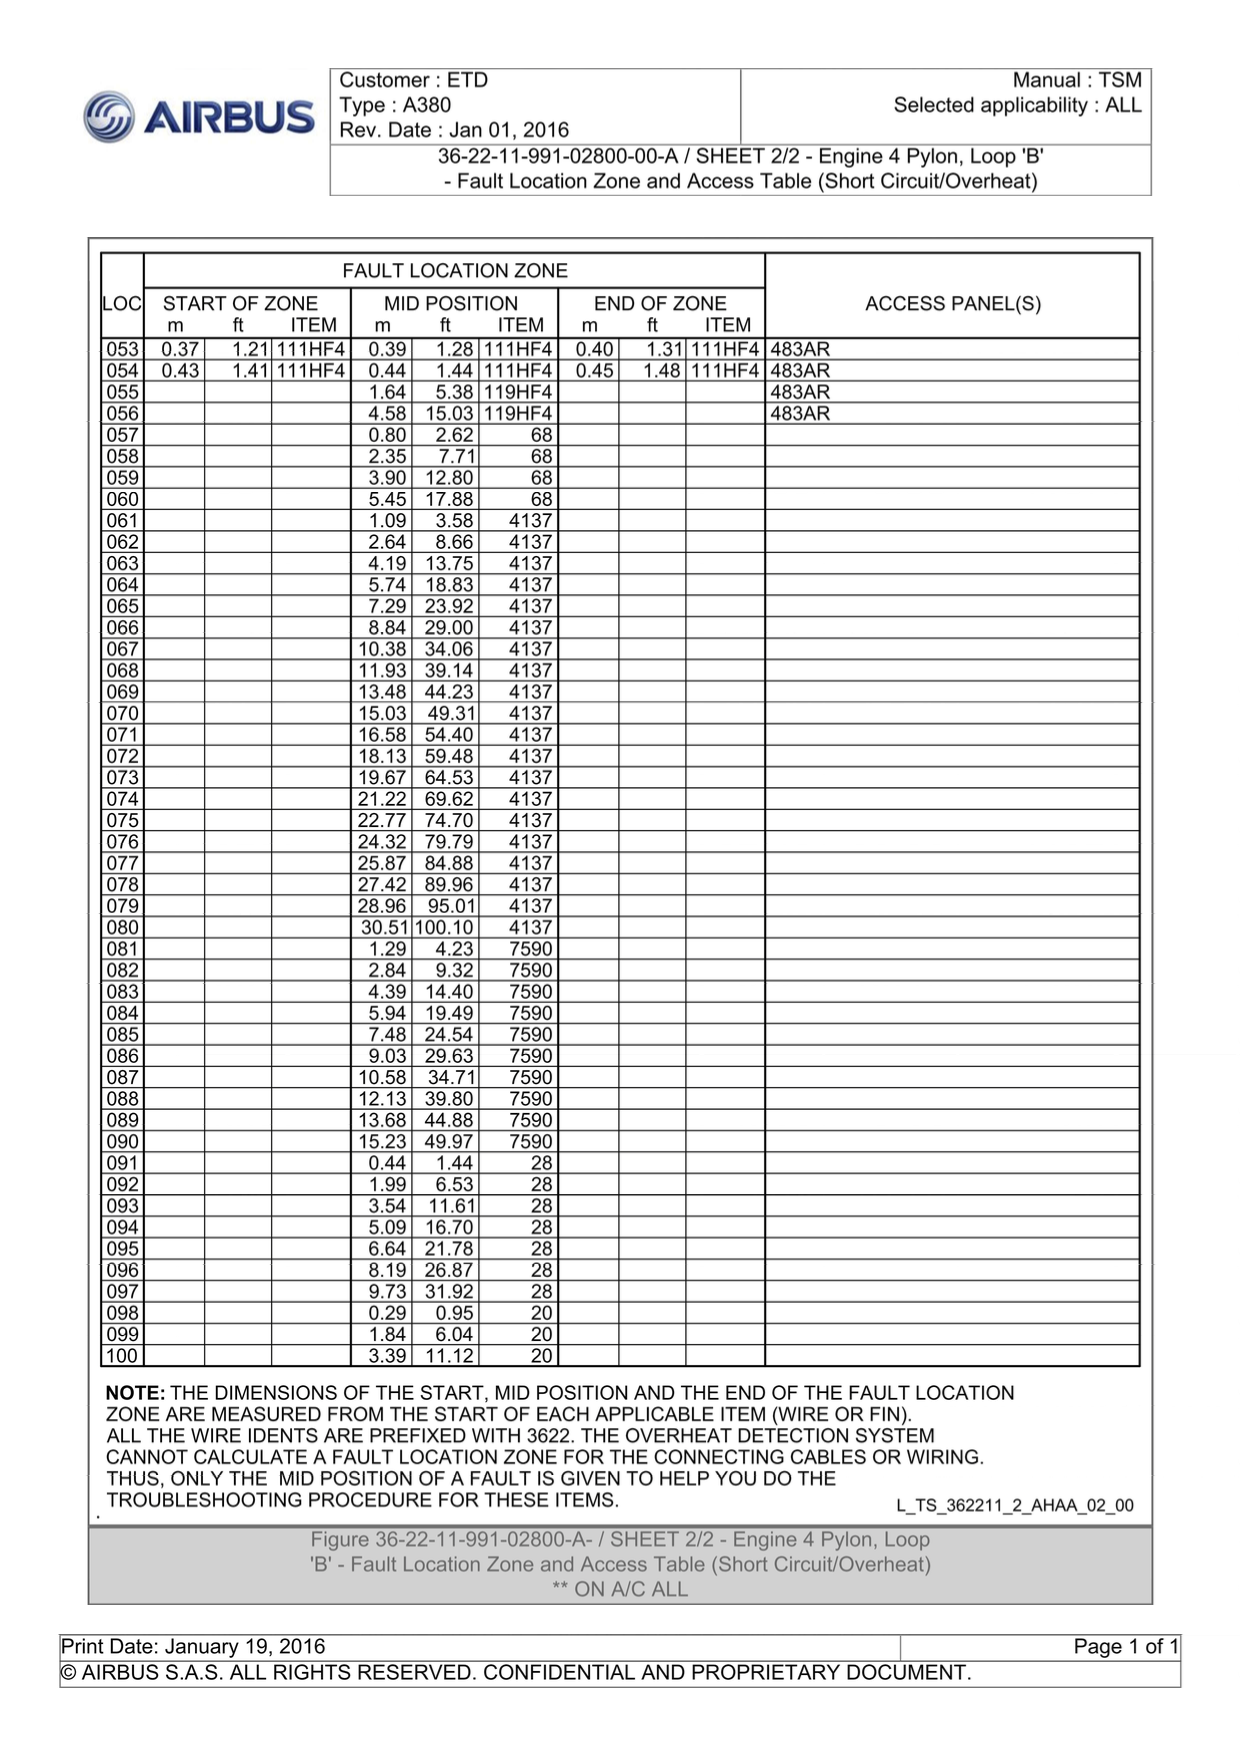 AIRBUS
Customer : ETD
Type : A380
Rev. Date : Jan 01, 2016
Manual : TSM
Selected applicability : ALL
36-22-11-991-02800-00-A / SHEET 2/2 - Engine 4 Pylon, Loop 'B'
- Fault Location Zone and Access Table (Short Circuit/Overheat)
FAULT LOCATION ZONE
LOC START OF ZONE MID POSITION END OF ZONE ACCESS PANEL(S)
m ft ITEM m ft ITEM m ft ITEM
053 0.37 1.21 111HF4 0.39 1.28 111HF4 0.40 1.31 111HF4 483AR
054 0.43 1.41 111HF4 0.44 1.44 111HF4 0.45 1.48 111HF4 483AR
055 1.64 5.38 119HF4 483AR
056 4.58 15.03 119HF4 483AR
057 0.80 2.62 68
058 2.35 7.71 68
059 3.90 12.80 68
060 5.45 17.88 68
061 1.09 3.58 4137
062 2.64 8.66 4137
063 4.19 13.75 4137
064 5.74 18.83 4137
065 7.29 23.92 4137
066 8.84 29.00 4137
067 10.38 34.06 4137
068 11.93 39.14 4137
069 13.48 44.23 4137
070 15.03 49.31 4137
071 16.58 54.40 4137
072 18.13 59.48 4137
073 19.67 64.53 4137
074 21.22 69.62 4137
075 22.77 74.70 4137
076 24.32 79.79 4137
077 25.87 84.88 4137
078 27.42 89.96 4137
079 28.96 95.01 4137
080 30.51 100.10 4137
081 1.29 4.23 7590
082 2.84 9.32 7590
083 4.39 14.40 7590
084 5.94 19.49 7590
085 7.48 24.54 7590
086 9.03 29.63 7590
087 10.58 34.71 7590
088 12.13 39.80 7590
089 13.68 44.88 7590
090 15.23 49.97 7590
091 0.44 1.44 28
092 1.99 6.53 28
093 3.54 11.61 28
094 5.09 16.70 28
095 6.64 21.78 28
096 8.19 26.87 28
097 9.73 31.92 28
098 0.29 0.95 20
099 1.84 6.04 20
100 3.39 11.12 20
NOTE: THE DIMENSIONS OF THE START, MID POSITION AND THE END OF THE FAULT LOCATION
ZONE ARE MEASURED FROM THE START OF EACH APPLICABLE ITEM (WIRE OR FIN).
ALL THE WIRE IDENTS ARE PREFIXED WITH 3622. THE OVERHEAT DETECTION SYSTEM
CANNOT CALCULATE A FAULT LOCATION ZONE FOR THE CONNECTING CABLES OR WIRING.
THUS, ONLY THE MID POSITION OF A FAULT IS GIVEN TO HELP YOU DO THE
TROUBLESHOOTING PROCEDURE FOR THESE ITEMS.
L_TS_362211_2_AHAA_02_00
Figure 36-22-11-991-02800-A- / SHEET 2/2 - Engine 4 Pylon, Loop
'B' - Fault Location Zone and Access Table (Short Circuit/Overheat)
** ON A/C ALL
Print Date: January 19, 2016 Page 1 of 1
© AIRBUS S.A.S. ALL RIGHTS RESERVED. CONFIDENTIAL AND PROPRIETARY DOCUMENT.